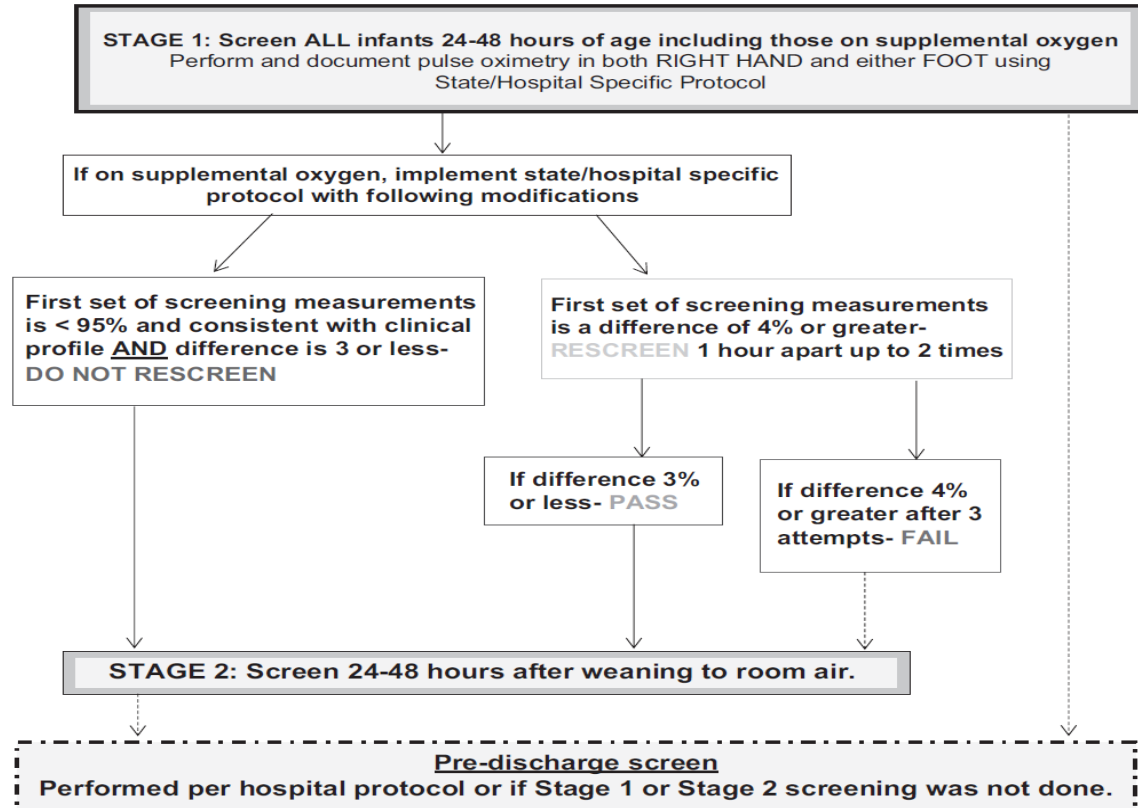 STAGE 1: Screen ALL infants 24-48 hours of age including those on supplemental oxygen
Perform and document pulse oximetry in both RIGHT HAND and either FOOT using
State/Hospital Specific Protocol
If on supplemental oxygen, implement state/hospital specific
protocol with following modifications
First set of screening measurements
is < 95% and consistent with clinical
profile AND difference is 3 or less-
DO NOT RESCREEN
First set of screening measurements
is a difference of 4% or greater-
RESCREEN 1 hour apart up to 2 times
If difference 3%
or less- PASS
If difference 4%
or greater after 3
attempts- FAIL
STAGE 2: Screen 24-48 hours after weaning to room air.
Pre-discharge screen
Performed per hospital protocol or if Stage 1 or Stage 2 screening was not done.